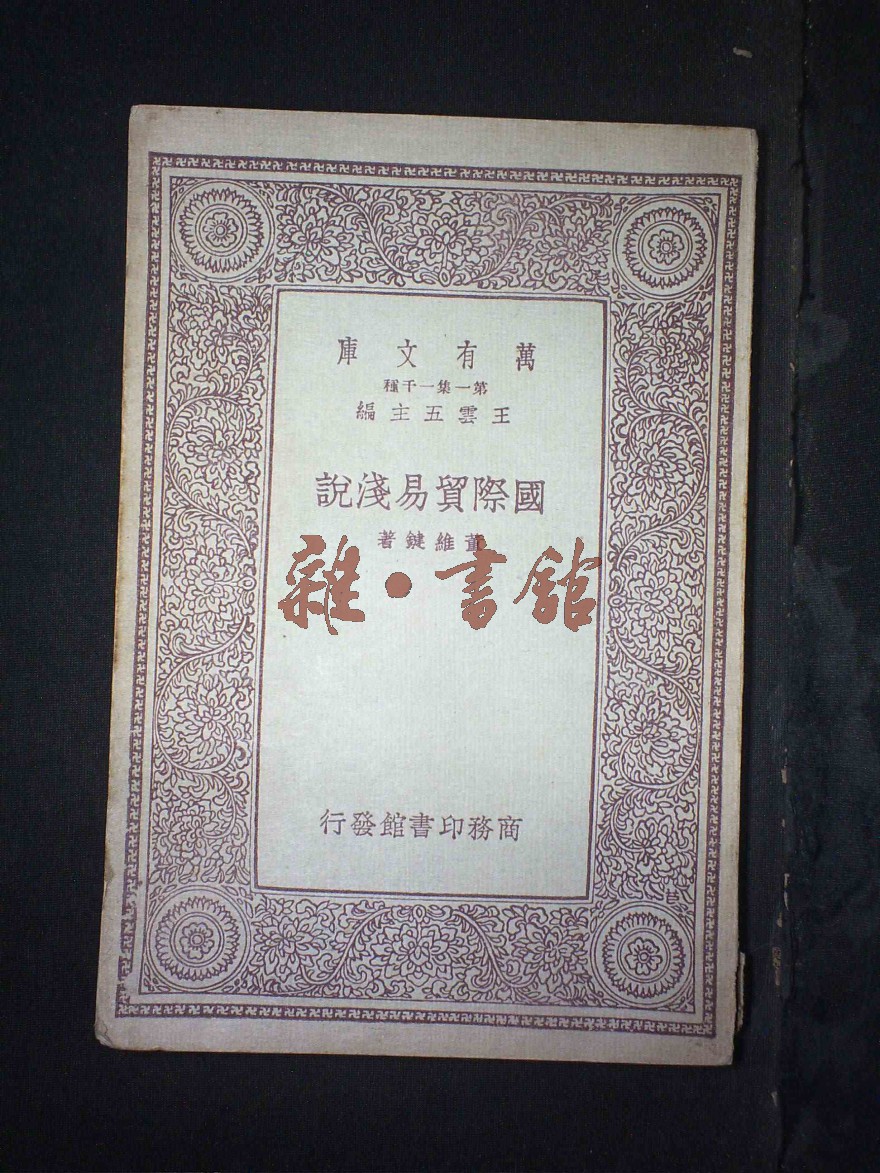 萬有文庫
第一集一千種
王雲五主編
國際貿易淺說
董維鍵著
雜·書舘
商務印書館發行